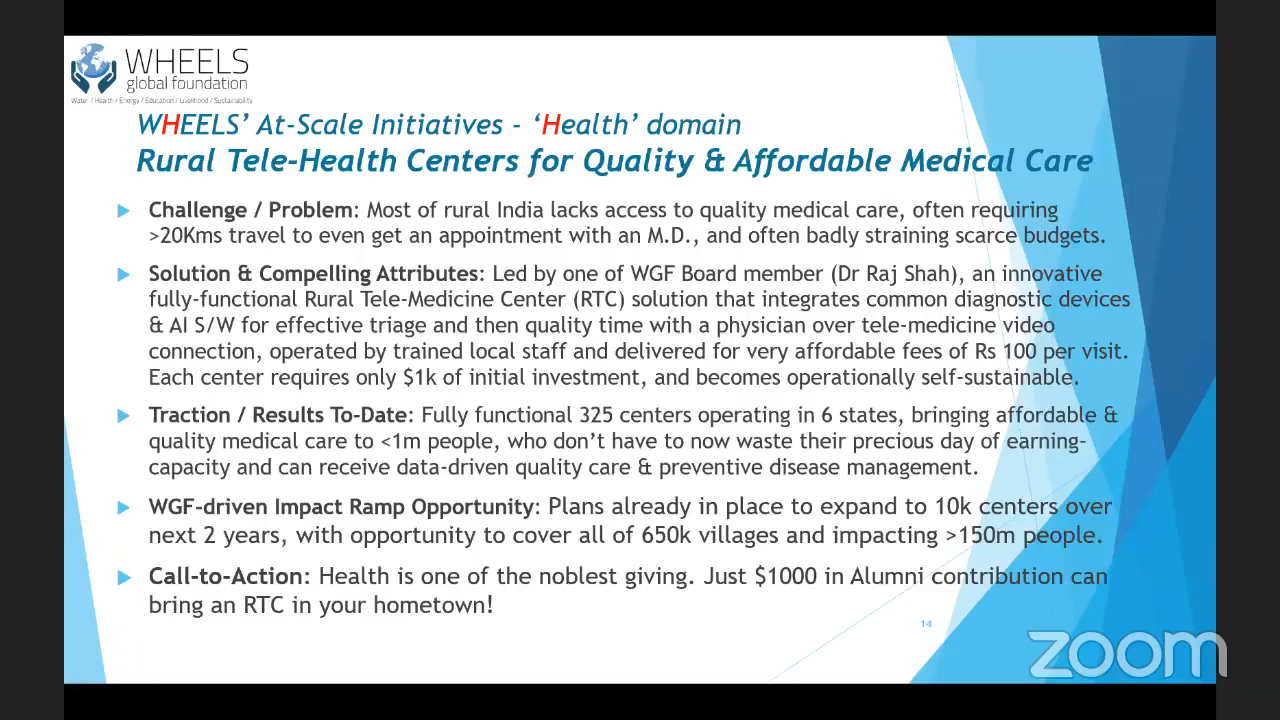 WHEELS
global foundation
Water / Health / Energy / Education / Livelihood / Sustainability
WHEELS’ At-Scale Initiatives - ‘Health’ domain
Rural Tele-Health Centers for Quality & Affordable Medical Care
Challenge / Problem: Most of rural India lacks access to quality medical care, often requiring
>20Kms travel to even get an appointment with an M.D., and often badly straining scarce budgets.
Solution & Compelling Attributes: Led by one of WGF Board member (Dr Raj Shah), an innovative
fully-functional Rural Tele-Medicine Center (RTC) solution that integrates common diagnostic devices
& AI S/W for effective triage and then quality time with a physician over tele-medicine video
connection, operated by trained local staff and delivered for very affordable fees of Rs 100 per visit.
Each center requires only $1k of initial investment, and becomes operationally self-sustainable.
Traction / Results To-Date: Fully functional 325 centers operating in 6 states, bringing affordable &
quality medical care to <1m people, who don’t have to now waste their precious day of earning-
capacity and can receive data-driven quality care & preventive disease management.
WGF-driven Impact Ramp Opportunity: Plans already in place to expand to 10k centers over
next 2 years, with opportunity to cover all of 650k villages and impacting >150m people.
Call-to-Action: Health is one of the noblest giving. Just $1000 in Alumni contribution can
bring an RTC in your hometown!
14
zoom